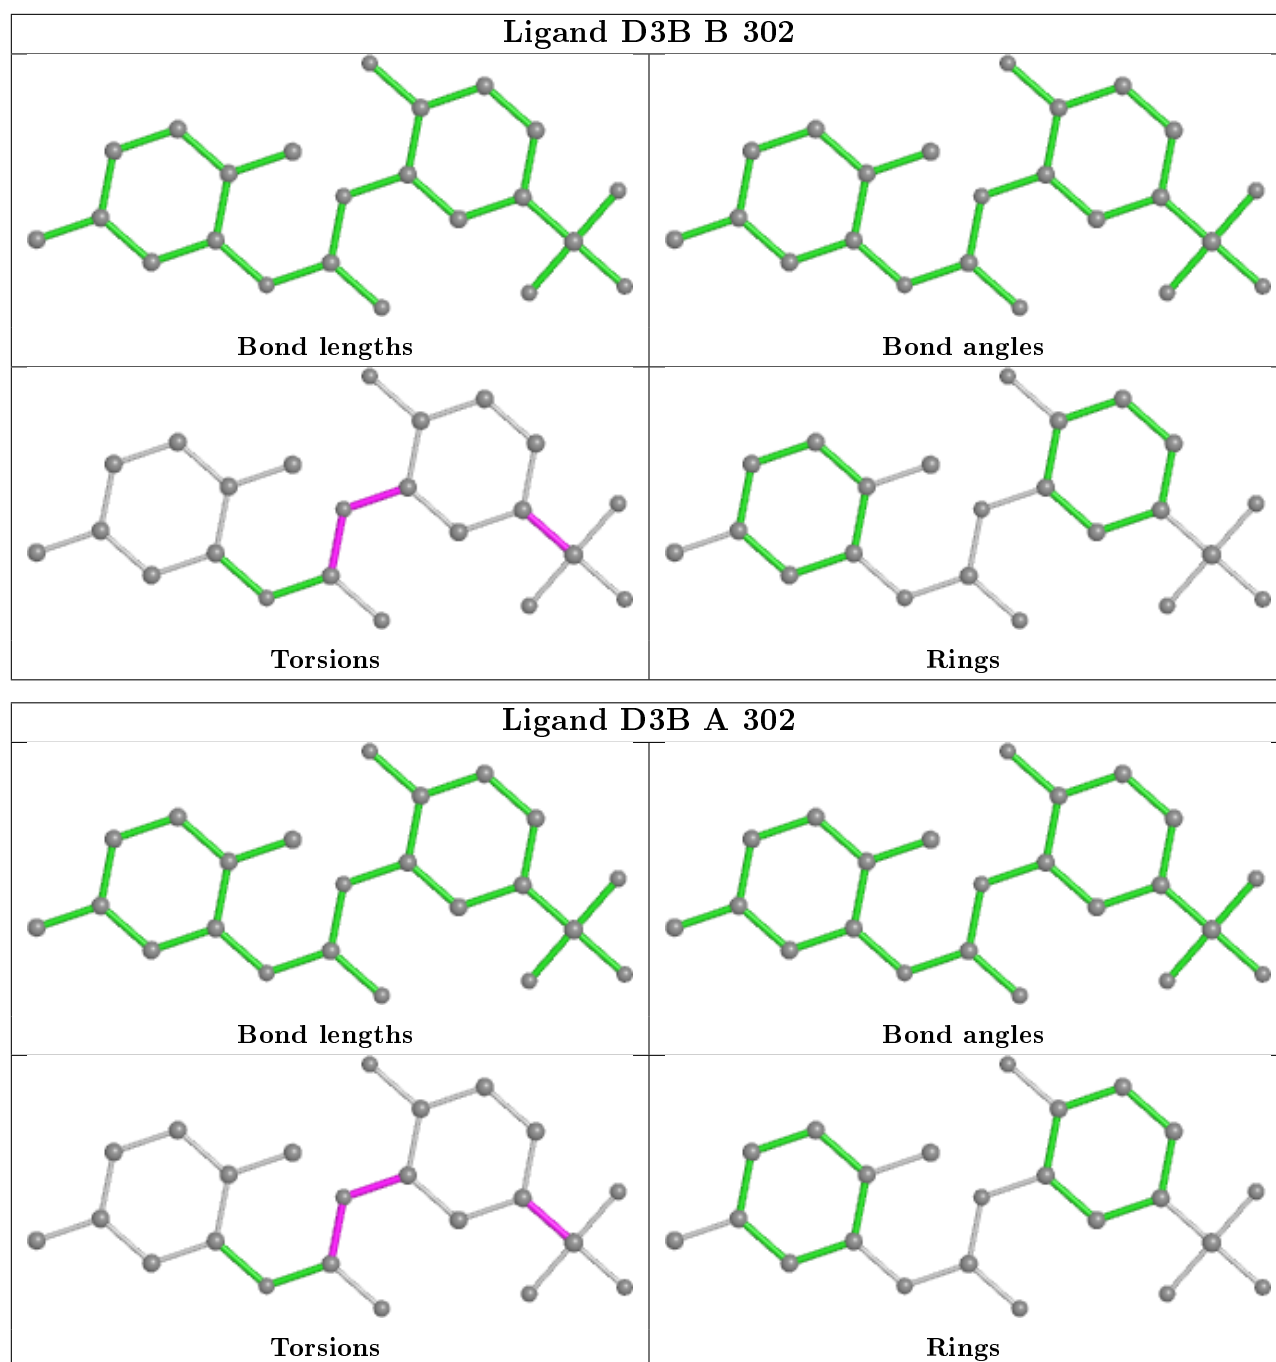 Ligand D3B B 302
Bond lengths
Bond angles
Torsions
Rings
Ligand D3B A 302
Bond lengths
Bond angles
Torsions
Rings